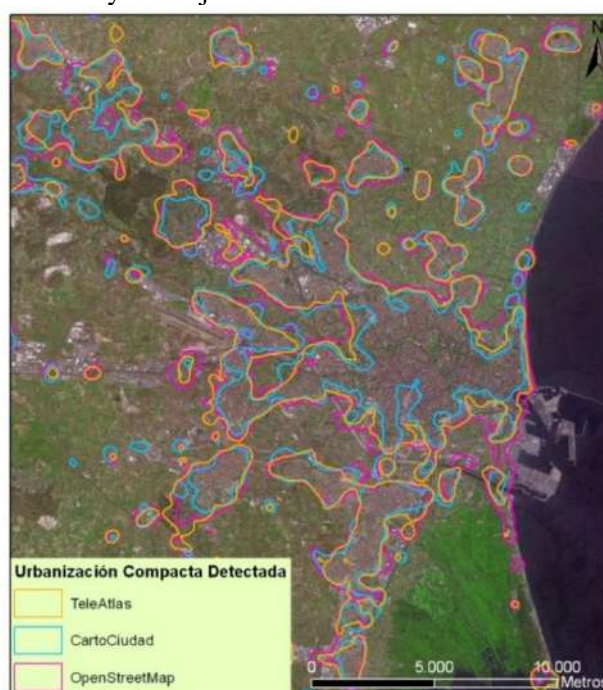 N
Urbanización Compacta Detectada
TeleAtlas
CartoCiudad
OpenStreetMap
0 5.000 10.000
Metros